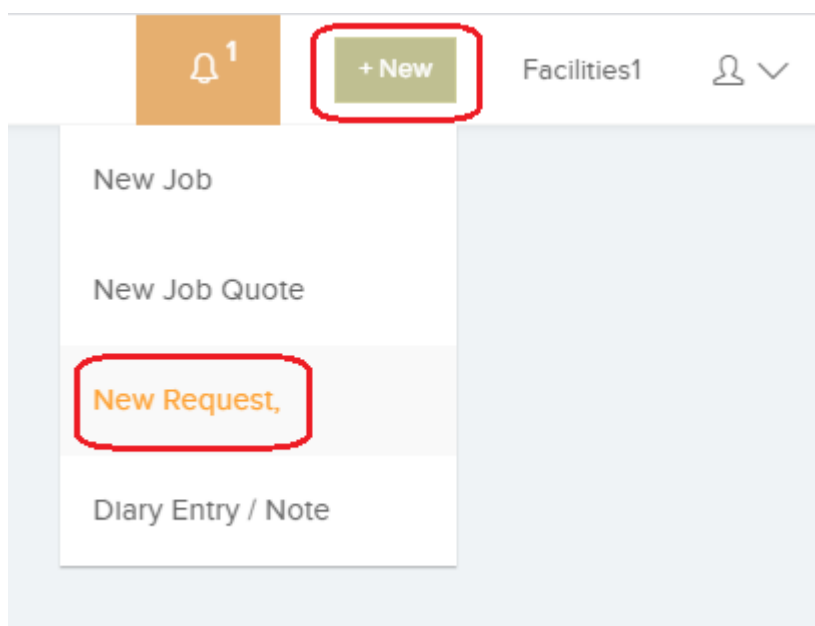 1
+ New
Facilities1
New Job
New Job Quote
New Request,
Diary Entry / Note